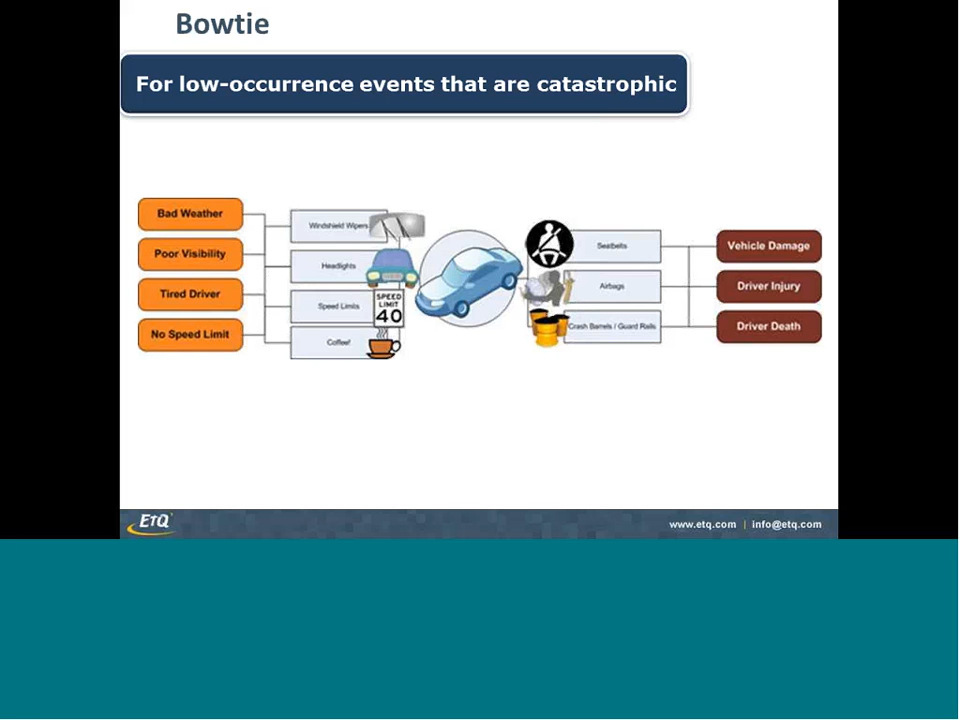 Bowtie
For low-occurrence events that are catastrophic
Bad Weather
Poor Visibility
Tired Driver
No Speed Limit
Windshield Wipers
Headlights
Speed Limits
Coffee!
SPEED
LIMIT
40
Seatbelts
Airbags
Crash Barrels / Guard Rails
Vehicle Damage
Driver Injury
Driver Death
ETQ
www.etq.com | info@etq.com